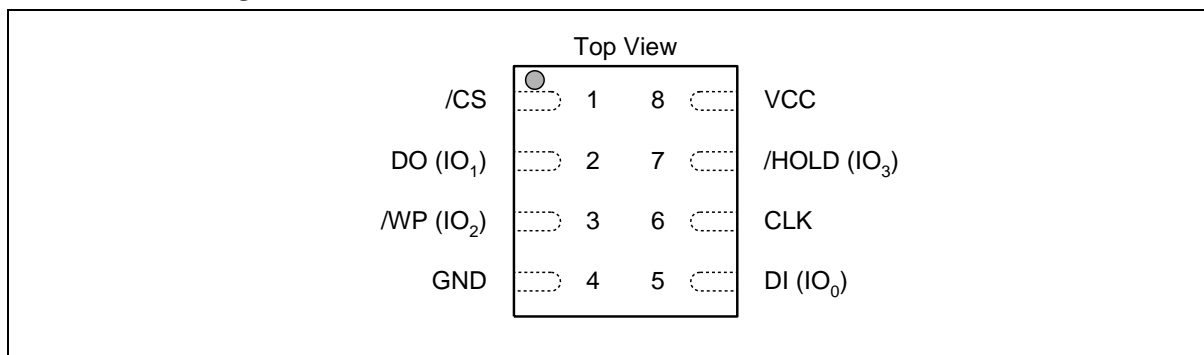 Top View
/CS 1 8 VCC
DO (IO₁) 2 7 /HOLD (IO₃)
/WP (IO₂) 3 6 CLK
GND 4 5 DI (IO₀)